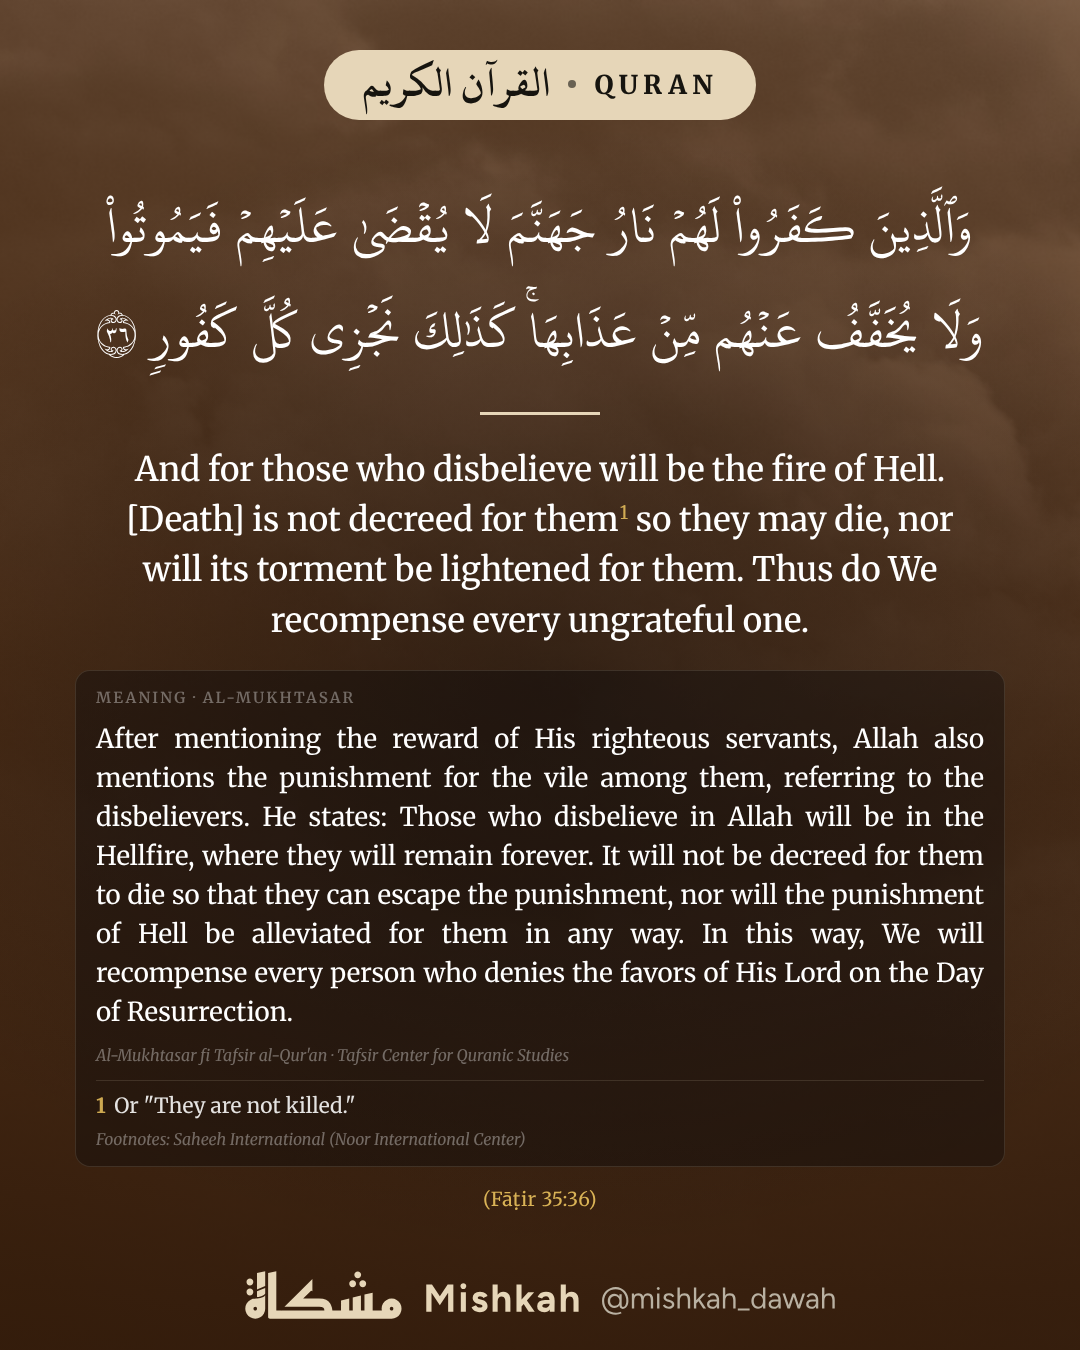 القرآن الكريم • QURAN
وَٱلَّذِينَ كَفَرُوا۟ لَهُمْ نَارُ جَهَنَّمَ لَا يُقْضَىٰ عَلَيْهِمْ فَيَمُوتُوا۟
وَلَا يُخَفَّفُ عَنْهُم مِّنْ عَذَابِهَا ۚ كَذَٰلِكَ نَجْزِى كُلَّ كَفُورٍ ٣٦
And for those who disbelieve will be the fire of Hell.
[Death] is not decreed for them1 so they may die, nor
will its torment be lightened for them. Thus do We
recompense every ungrateful one.
MEANING · AL-MUKHTASAR
After mentioning the reward of His righteous servants, Allah also
mentions the punishment for the vile among them, referring to the
disbelievers. He states: Those who disbelieve in Allah will be in the
Hellfire, where they will remain forever. It will not be decreed for them
to die so that they can escape the punishment, nor will the punishment
of Hell be alleviated for them in any way. In this way, We will
recompense every person who denies the favors of His Lord on the Day
of Resurrection.
Al-Mukhtasar fi Tafsir al-Qur'an · Tafsir Center for Quranic Studies
1 Or "They are not killed."
Footnotes: Saheeh International (Noor International Center)
(Fāṭir 35:36)
مشكاة Mishkah @mishkah_dawah